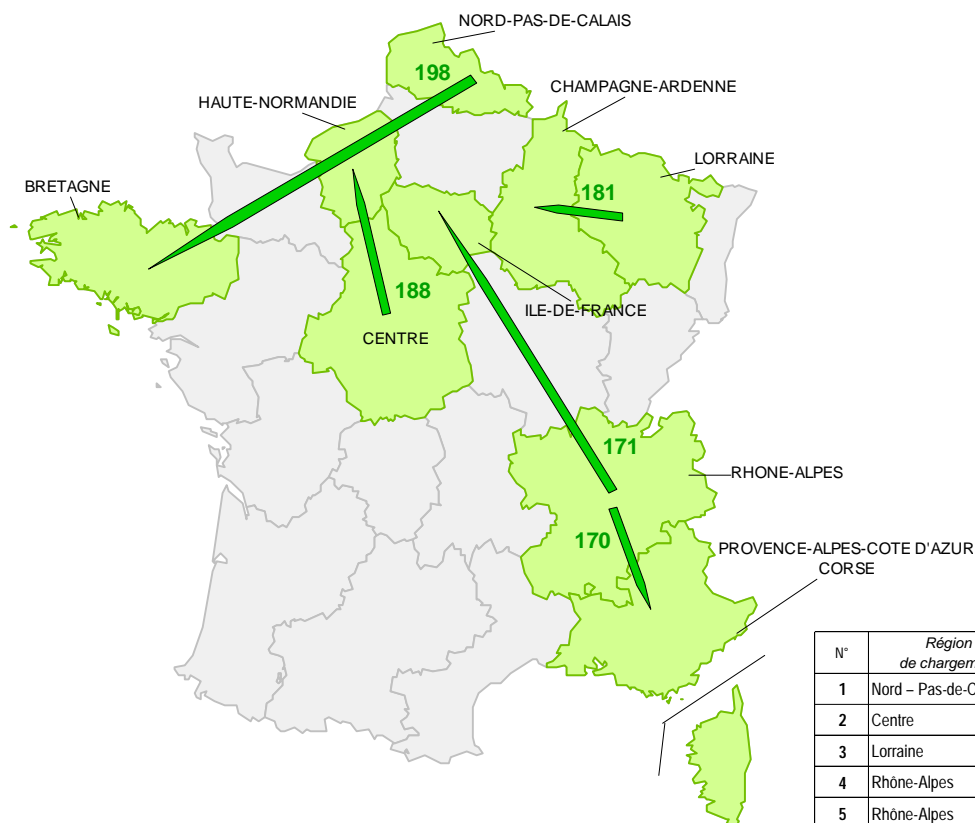 NORD-PAS-DE-CALAIS
198
CHAMPAGNE-ARDENNE
HAUTE-NORMANDIE
LORRAINE
BRETAGNE
181
188
ILE-DE-FRANCE
CENTRE
171
RHONE-ALPES
170
PROVENCE-ALPES-COTE D'AZUR
CORSE
N° Région
de chargem
1 Nord – Pas-de-C
2 Centre
3 Lorraine
4 Rhône-Alpes
5 Rhône-Alpes